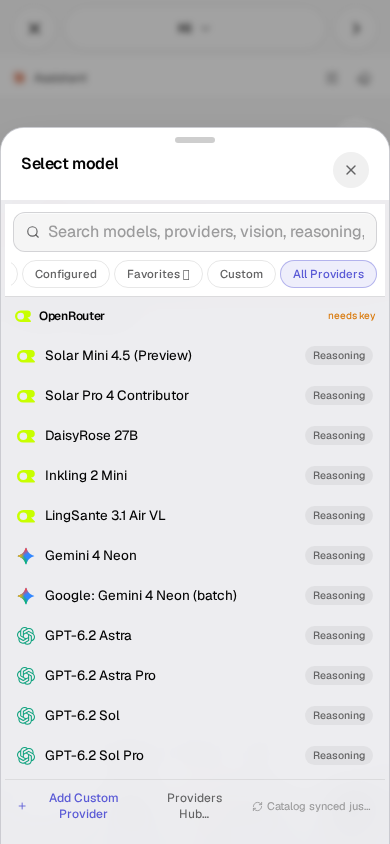 Assistant
Select model
Search models, providers, vision, reasoning,
Configured
Favorites
Custom
All Providers
OpenRouter
needs key
Solar Mini 4.5 (Preview)
Reasoning
Solar Pro 4 Contributor
Reasoning
DaisyRose 27B
Reasoning
Inkling 2 Mini
Reasoning
LingSante 3.1 Air VL
Reasoning
Gemini 4 Neon
Reasoning
Google: Gemini 4 Neon (batch)
Reasoning
GPT-6.2 Astra
Reasoning
GPT-6.2 Astra Pro
Reasoning
GPT-6.2 Sol
Reasoning
GPT-6.2 Sol Pro
Reasoning
+ Add Custom
Provider
Providers
Hub...
Catalog synced jus...